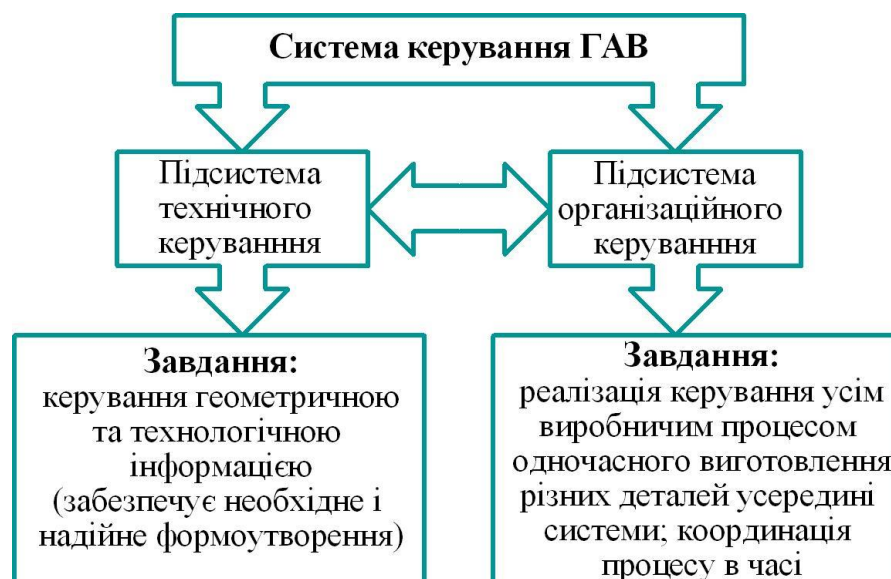 Система керування ГАВ
Підсистема
технічного
керуванння
Підсистема
організаційного
керуванння
Завдання:
керування геометричною
та технологічною
інформацією
(забезпечує необхідне і
надійне формоутворення)
Завдання:
реалізація керування усім
виробничим процесом
одночасного виготовлення
різних деталей усередині
системи; координація
процесу в часі